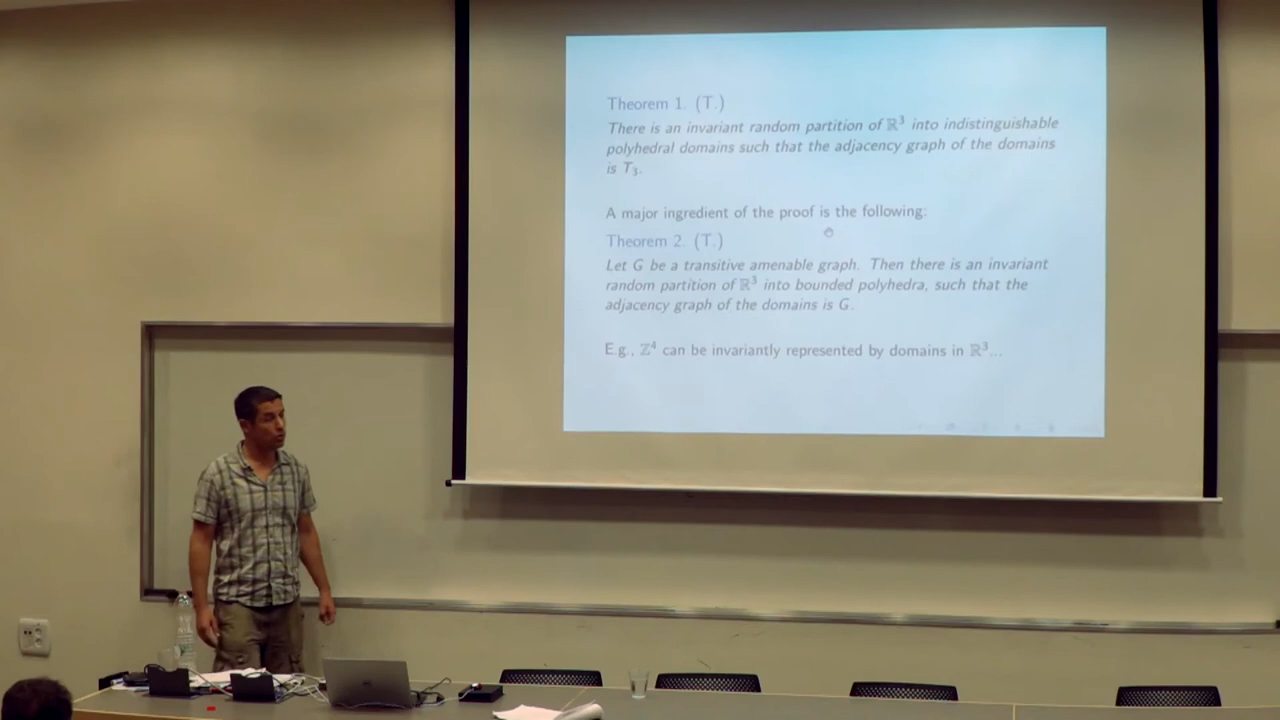 Theorem 1. (T.)
There is an invariant random partition of ℝ³ into indistinguishable
polyhedral domains such that the adjacency graph of the domains
is T₃.
A major ingredient of the proof is the following:
Theorem 2. (T.)
Let G be a transitive amenable graph. Then there is an invariant
random partition of ℝ³ into bounded polyhedra, such that the
adjacency graph of the domains is G.
E.g., ℤ⁴ can be invariantly represented by domains in ℝ³...